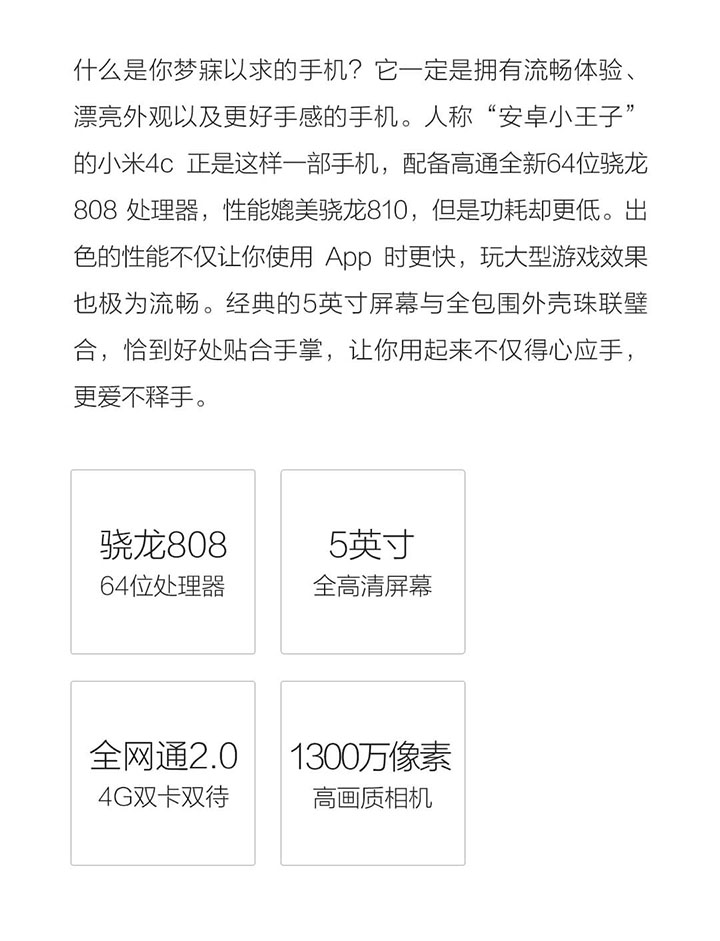 什么是你梦寐以求的手机？它一定是拥有流畅体验、
漂亮外观以及更好手感的手机。人称“安卓小王子”
的小米4c 正是这样一部手机，配备高通全新64位骁龙
808 处理器，性能媲美骁龙810，但是功耗却更低。出
色的性能不仅让你使用 App 时更快，玩大型游戏效果
也极为流畅。经典的5英寸屏幕与全包围外壳珠联璧
合，恰到好处贴合手掌，让你用起来不仅得心应手，
更爱不释手。
骁龙808
64位处理器
5英寸
全高清屏幕
全网通2.0
4G双卡双待
1300万像素
高画质相机